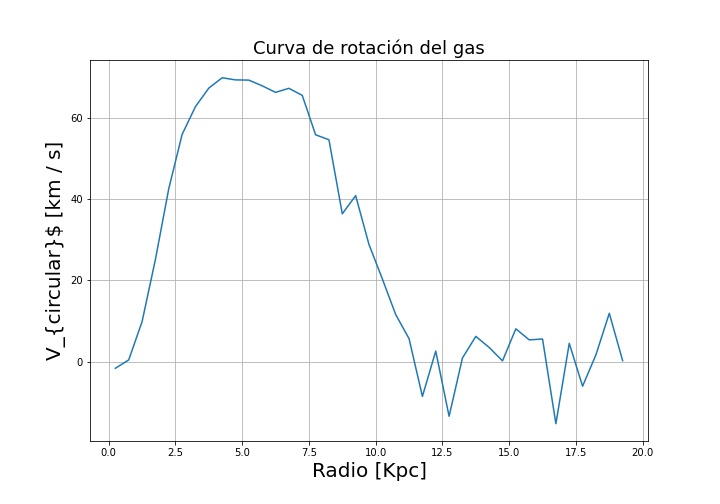 Curva de rotación del gas
V_{circular}$ [km / s]
60
40
20
0
0.0 2.5 5.0 7.5 10.0 12.5 15.0 17.5 20.0
Radio [Kpc]